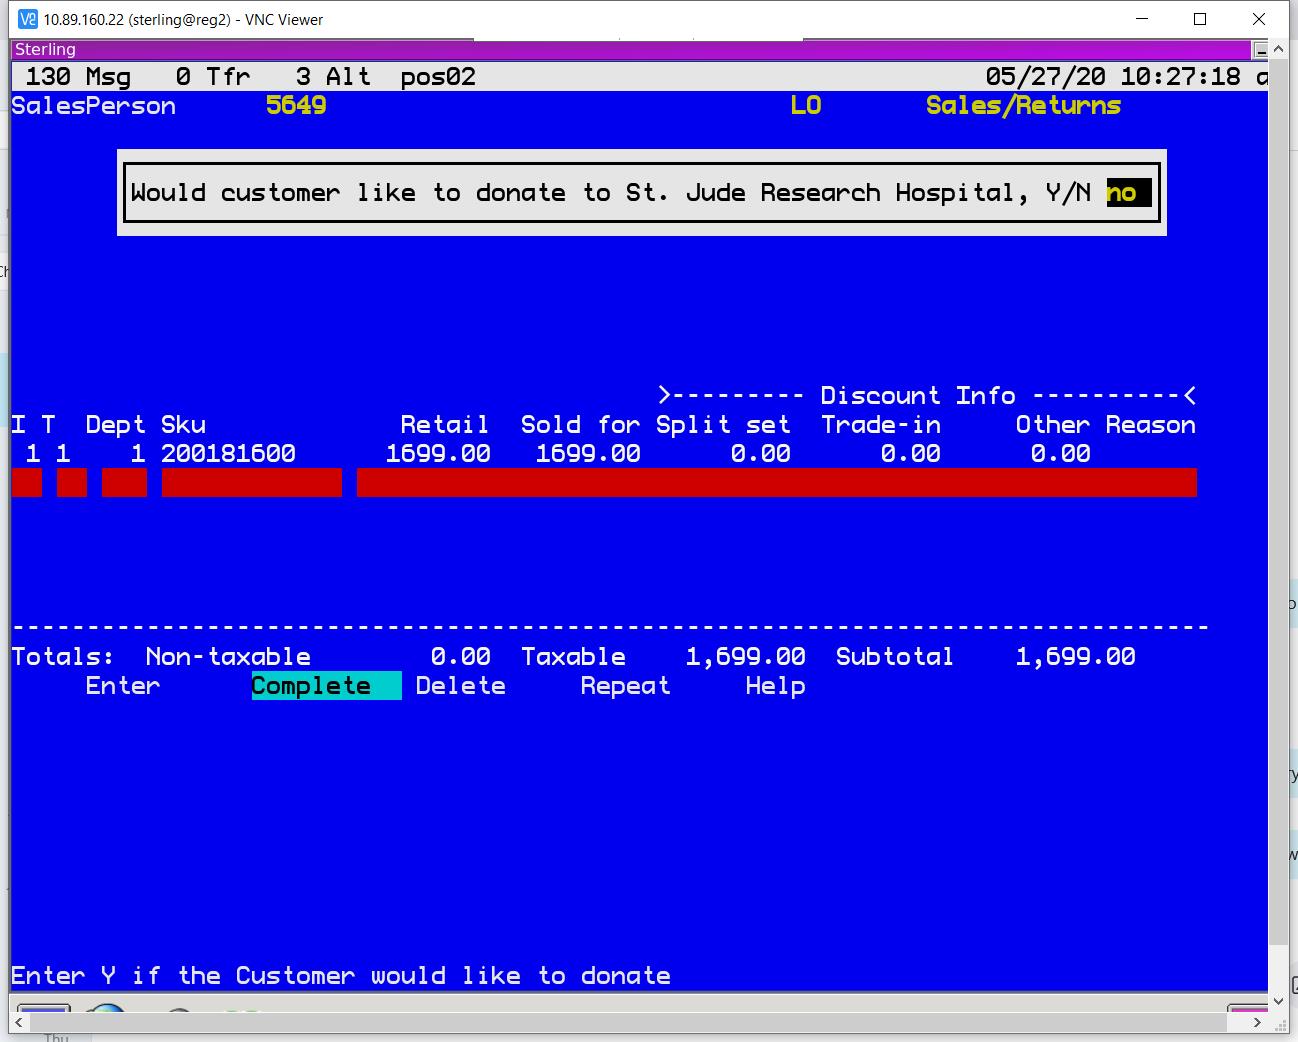 10.89.160.22 (sterling@reg2) - VNC Viewer
Sterling
130 Msg 0 Tfr 3 Alt pos02 05/27/20 10:27:18 a
SalesPerson 5649 LO Sales/Returns
Would customer like to donate to St. Jude Research Hospital, Y/N no
>--------- Discount Info ----------<
I T Dept Sku Retail Sold for Split set Trade-in Other Reason
1 1 1 200181600 1699.00 1699.00 0.00 0.00 0.00
Totals: Non-taxable 0.00 Taxable 1,699.00 Subtotal 1,699.00
Enter Complete Delete Repeat Help
Enter Y if the Customer would like to donate
Thu